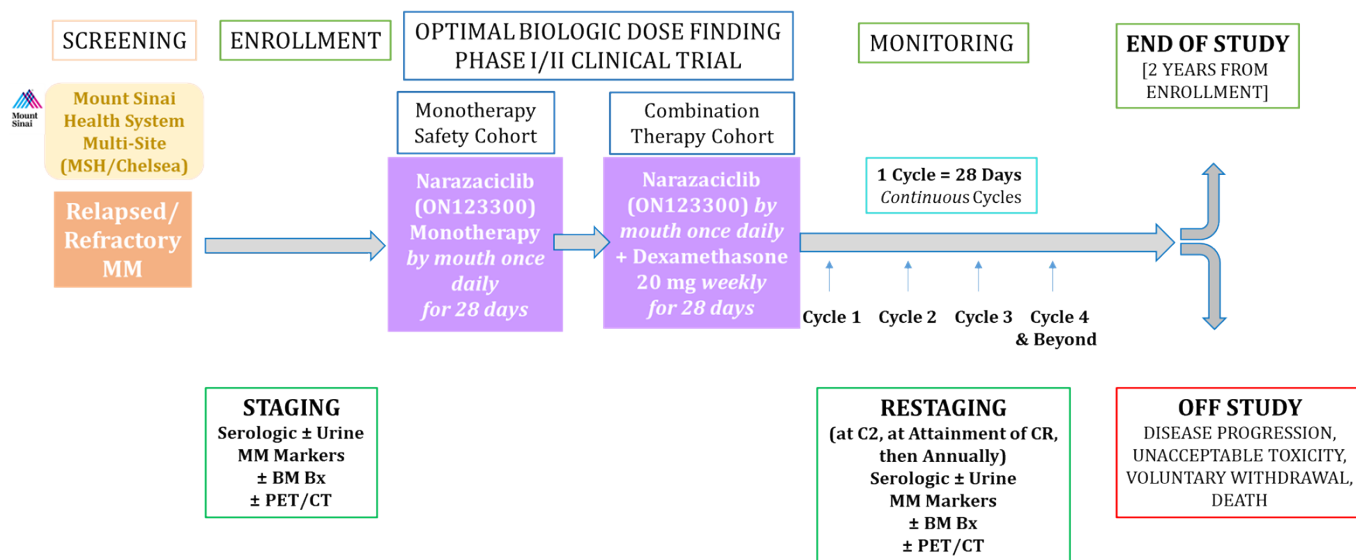 SCREENING
ENROLLMENT
OPTIMAL BIOLOGIC DOSE FINDING
PHASE I/II CLINICAL TRIAL
MONITORING
END OF STUDY
[2 YEARS FROM
ENROLLMENT]
Mount
Sinai
Mount Sinai
Health System
Multi-Site
(MSH/Chelsea)
Monotherapy
Safety Cohort
Combination
Therapy Cohort
Relapsed/
Refractory
MM
Narazaciclib
(ON123300)
Monotherapy
by mouth once
daily
for 28 days
Narazaciclib
(ON123300) by
mouth once daily
+ Dexamethasone
20 mg weekly
for 28 days
1 Cycle = 28 Days
Continuous Cycles
Cycle 1
Cycle 2
Cycle 3
Cycle 4
& Beyond
STAGING
Serologic ± Urine
MM Markers
± BM Bx
± PET/CT
RESTAGING
(at C2, at Attainment of CR,
then Annually)
Serologic ± Urine
MM Markers
± BM Bx
± PET/CT
OFF STUDY
DISEASE PROGRESSION,
UNACCEPTABLE TOXICITY,
VOLUNTARY WITHDRAWAL,
DEATH